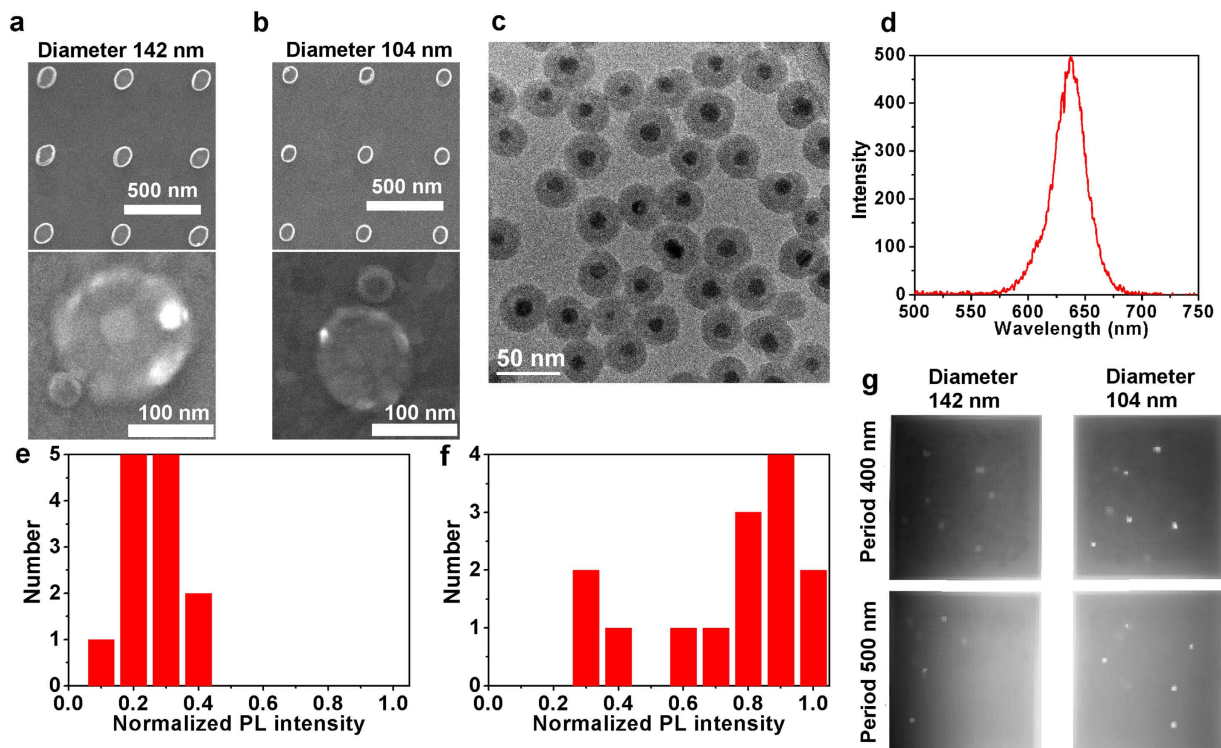 a
Diameter 142 nm
500 nm
100 nm
b
Diameter 104 nm
500 nm
100 nm
c
50 nm
d
Intensity
500
400
300
200
100
0
500 550 600 650 700 750
Wavelength (nm)
e
Number
5
4
3
2
1
0
0.0 0.2 0.4 0.6 0.8 1.0
Normalized PL intensity
f
Number
4
3
2
1
0
0.0 0.2 0.4 0.6 0.8 1.0
Normalized PL intensity
g
Diameter
142 nm
Diameter
104 nm
Period 400 nm
Period 500 nm